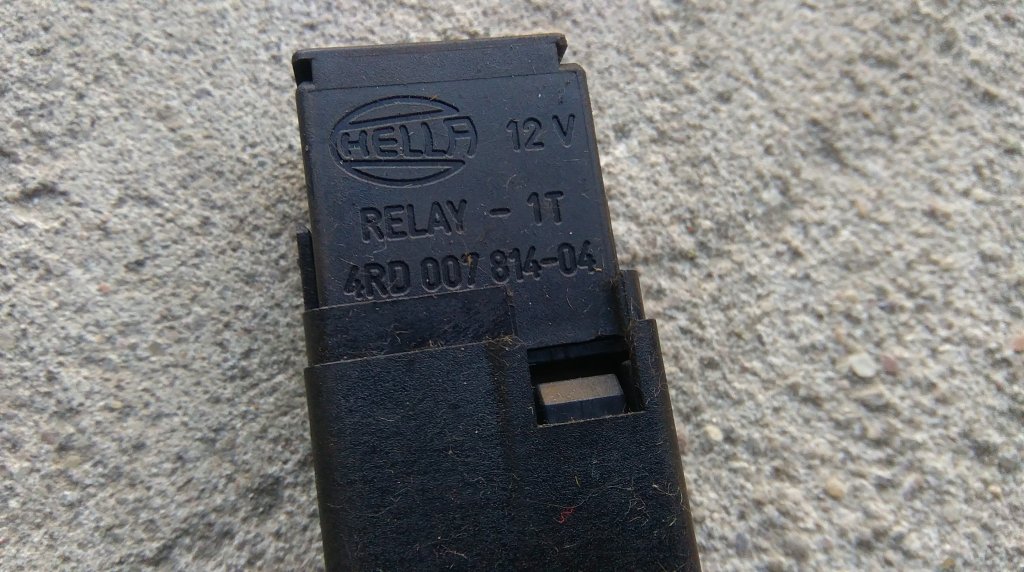 HELLA 12 V
RELAY - 1T
4RD 007 814-04